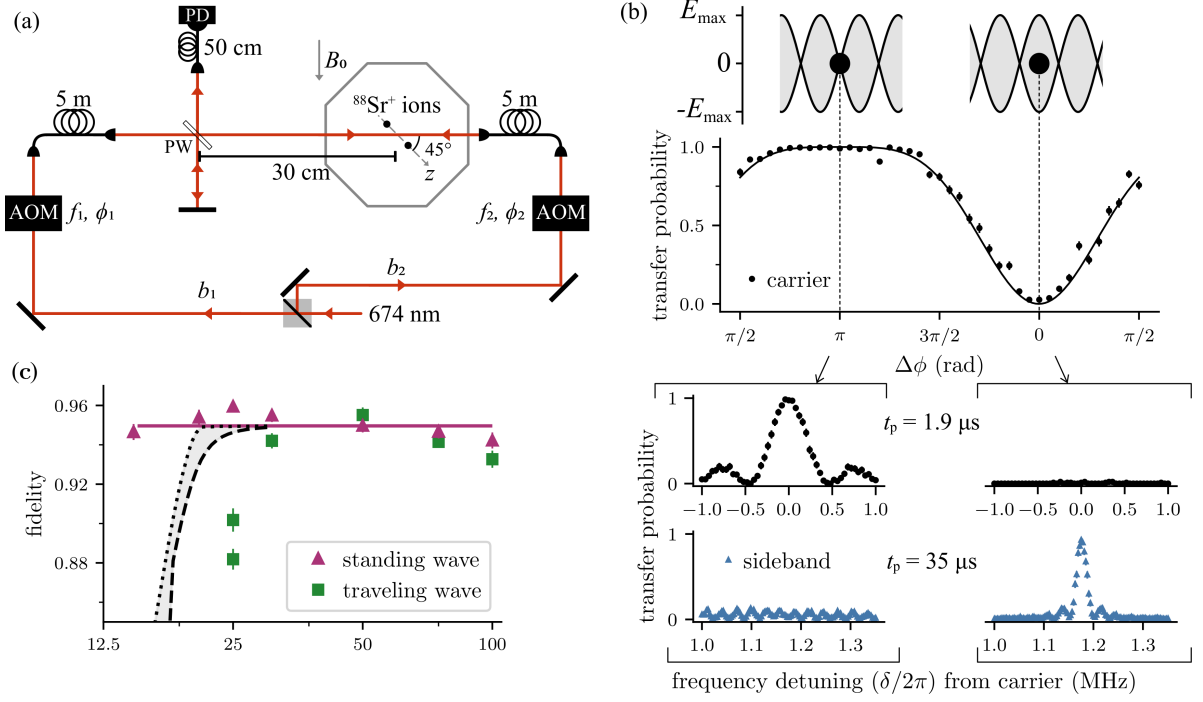 (a)
PD
50 cm
B₀
5 m
⁸⁸Sr⁺ ions
5 m
PW
45°
30 cm
z
AOM f₁, ϕ₁
f₂, ϕ₂ AOM
b₂
b₁
674 nm
(b)
E_max
0
-E_max
transfer probability
1.0
0.5
0.0
carrier
π/2 π 3π/2 0 π/2
Δϕ (rad)
transfer probability
1
0
tₚ = 1.9 µs
−1.0 −0.5 0.0 0.5 1.0
−1.0 −0.5 0.0 0.5 1.0
1
0
sideband
tₚ = 35 µs
1.0 1.1 1.2 1.3
1.0 1.1 1.2 1.3
frequency detuning (δ/2π) from carrier (MHz)
(c)
fidelity
0.96
0.92
0.88
standing wave
traveling wave
12.5 25 50 100